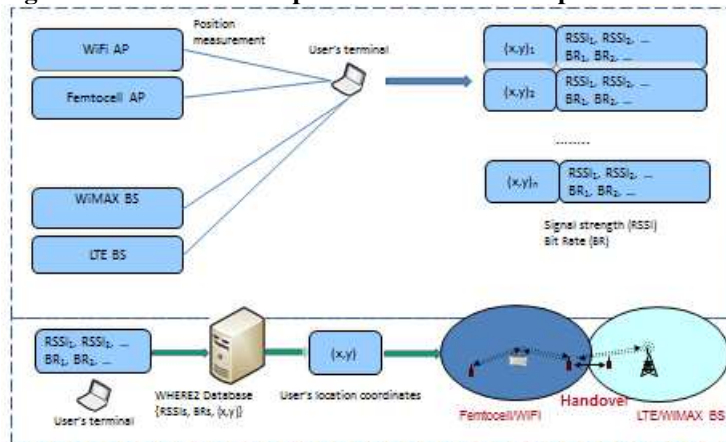 Position
measurement
WiFi AP
Femtocell AP
WiMAX BS
LTE BS
User's terminal
{x,y}₁
RSSI₁, RSSI₂, ...
BR₁, BR₂, ...
{x,y}₂
RSSI₁, RSSI₂, ...
BR₁, BR₂, ...
........
{x,y}ₙ
RSSI₁, RSSI₂, ...
BR₁, BR₂, ...
Signal strength (RSSI)
Bit Rate (BR)
RSSI₁, RSSI₂, ...
BR₁, BR₂, ...
User's terminal
WHERE2 Database
{RSSIs, BRs, {x,y}}
{x,y}
User's location coordinates
Handover
Femtocell/WIFI
LTE/WIMAX BS